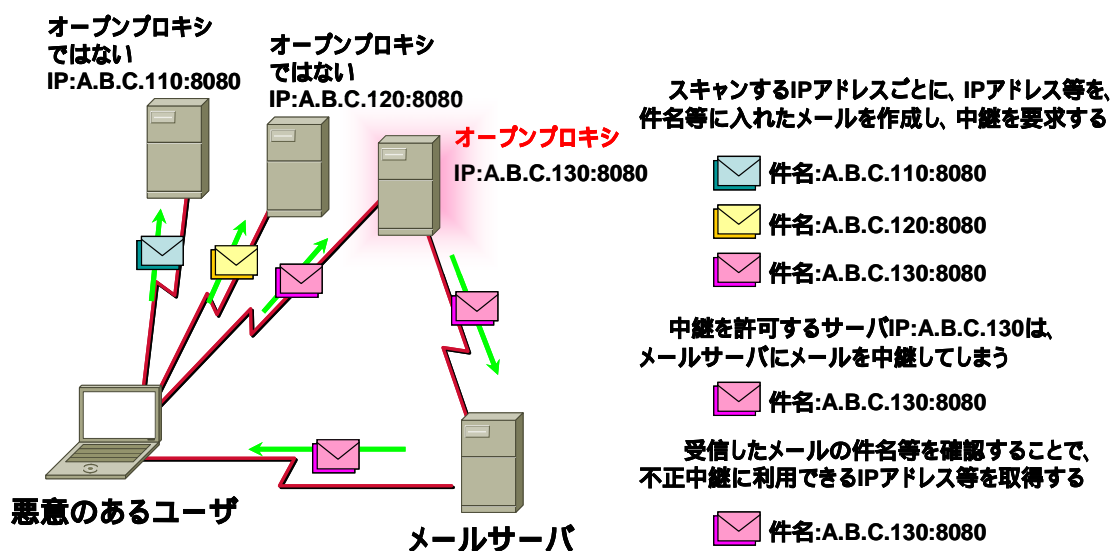 オープンプロキシ
ではない
IP:A.B.C.110:8080
オープンプロキシ
ではない
IP:A.B.C.120:8080
オープンプロキシ
IP:A.B.C.130:8080
悪意のあるユーザ
メールサーバ
スキャンするIPアドレスごとに、IPアドレス等を、
件名等に入れたメールを作成し、中継を要求する
件名:A.B.C.110:8080
件名:A.B.C.120:8080
件名:A.B.C.130:8080
中継を許可するサーバIP:A.B.C.130は、
メールサーバにメールを中継してしまう
件名:A.B.C.130:8080
受信したメールの件名等を確認することで、
不正中継に利用できるIPアドレス等を取得する
件名:A.B.C.130:8080